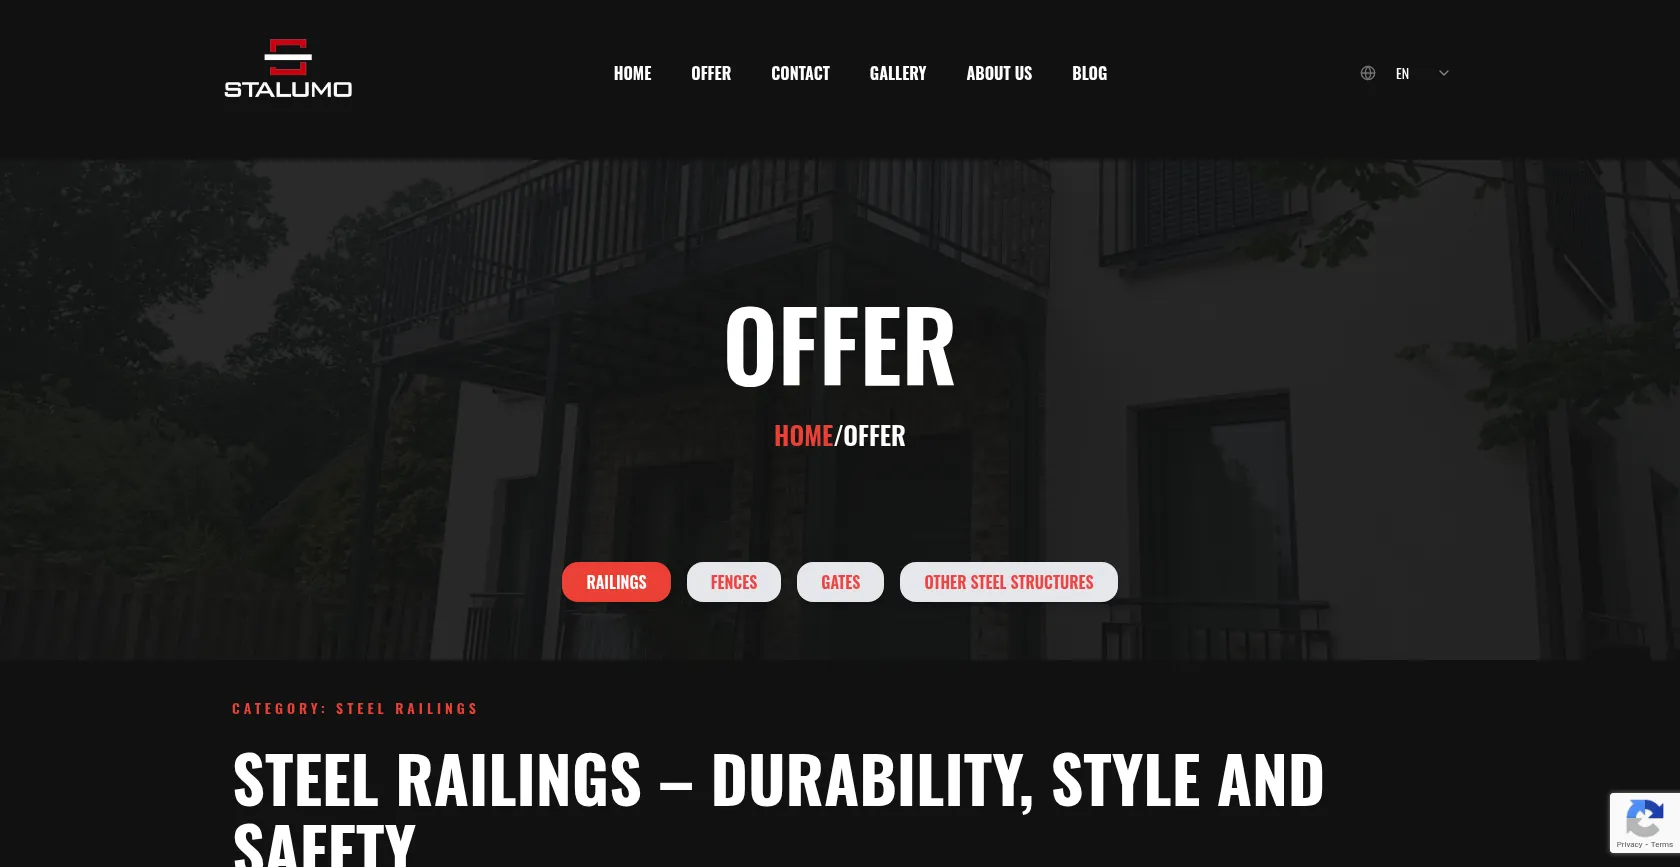 STALUMO
HOME OFFER CONTACT GALLERY ABOUT US BLOG
EN
OFFER
HOME/OFFER
RAILINGS FENCES GATES OTHER STEEL STRUCTURES
CATEGORY: STEEL RAILINGS
STEEL RAILINGS – DURABILITY, STYLE AND
SAFETY
Privacy - Terms